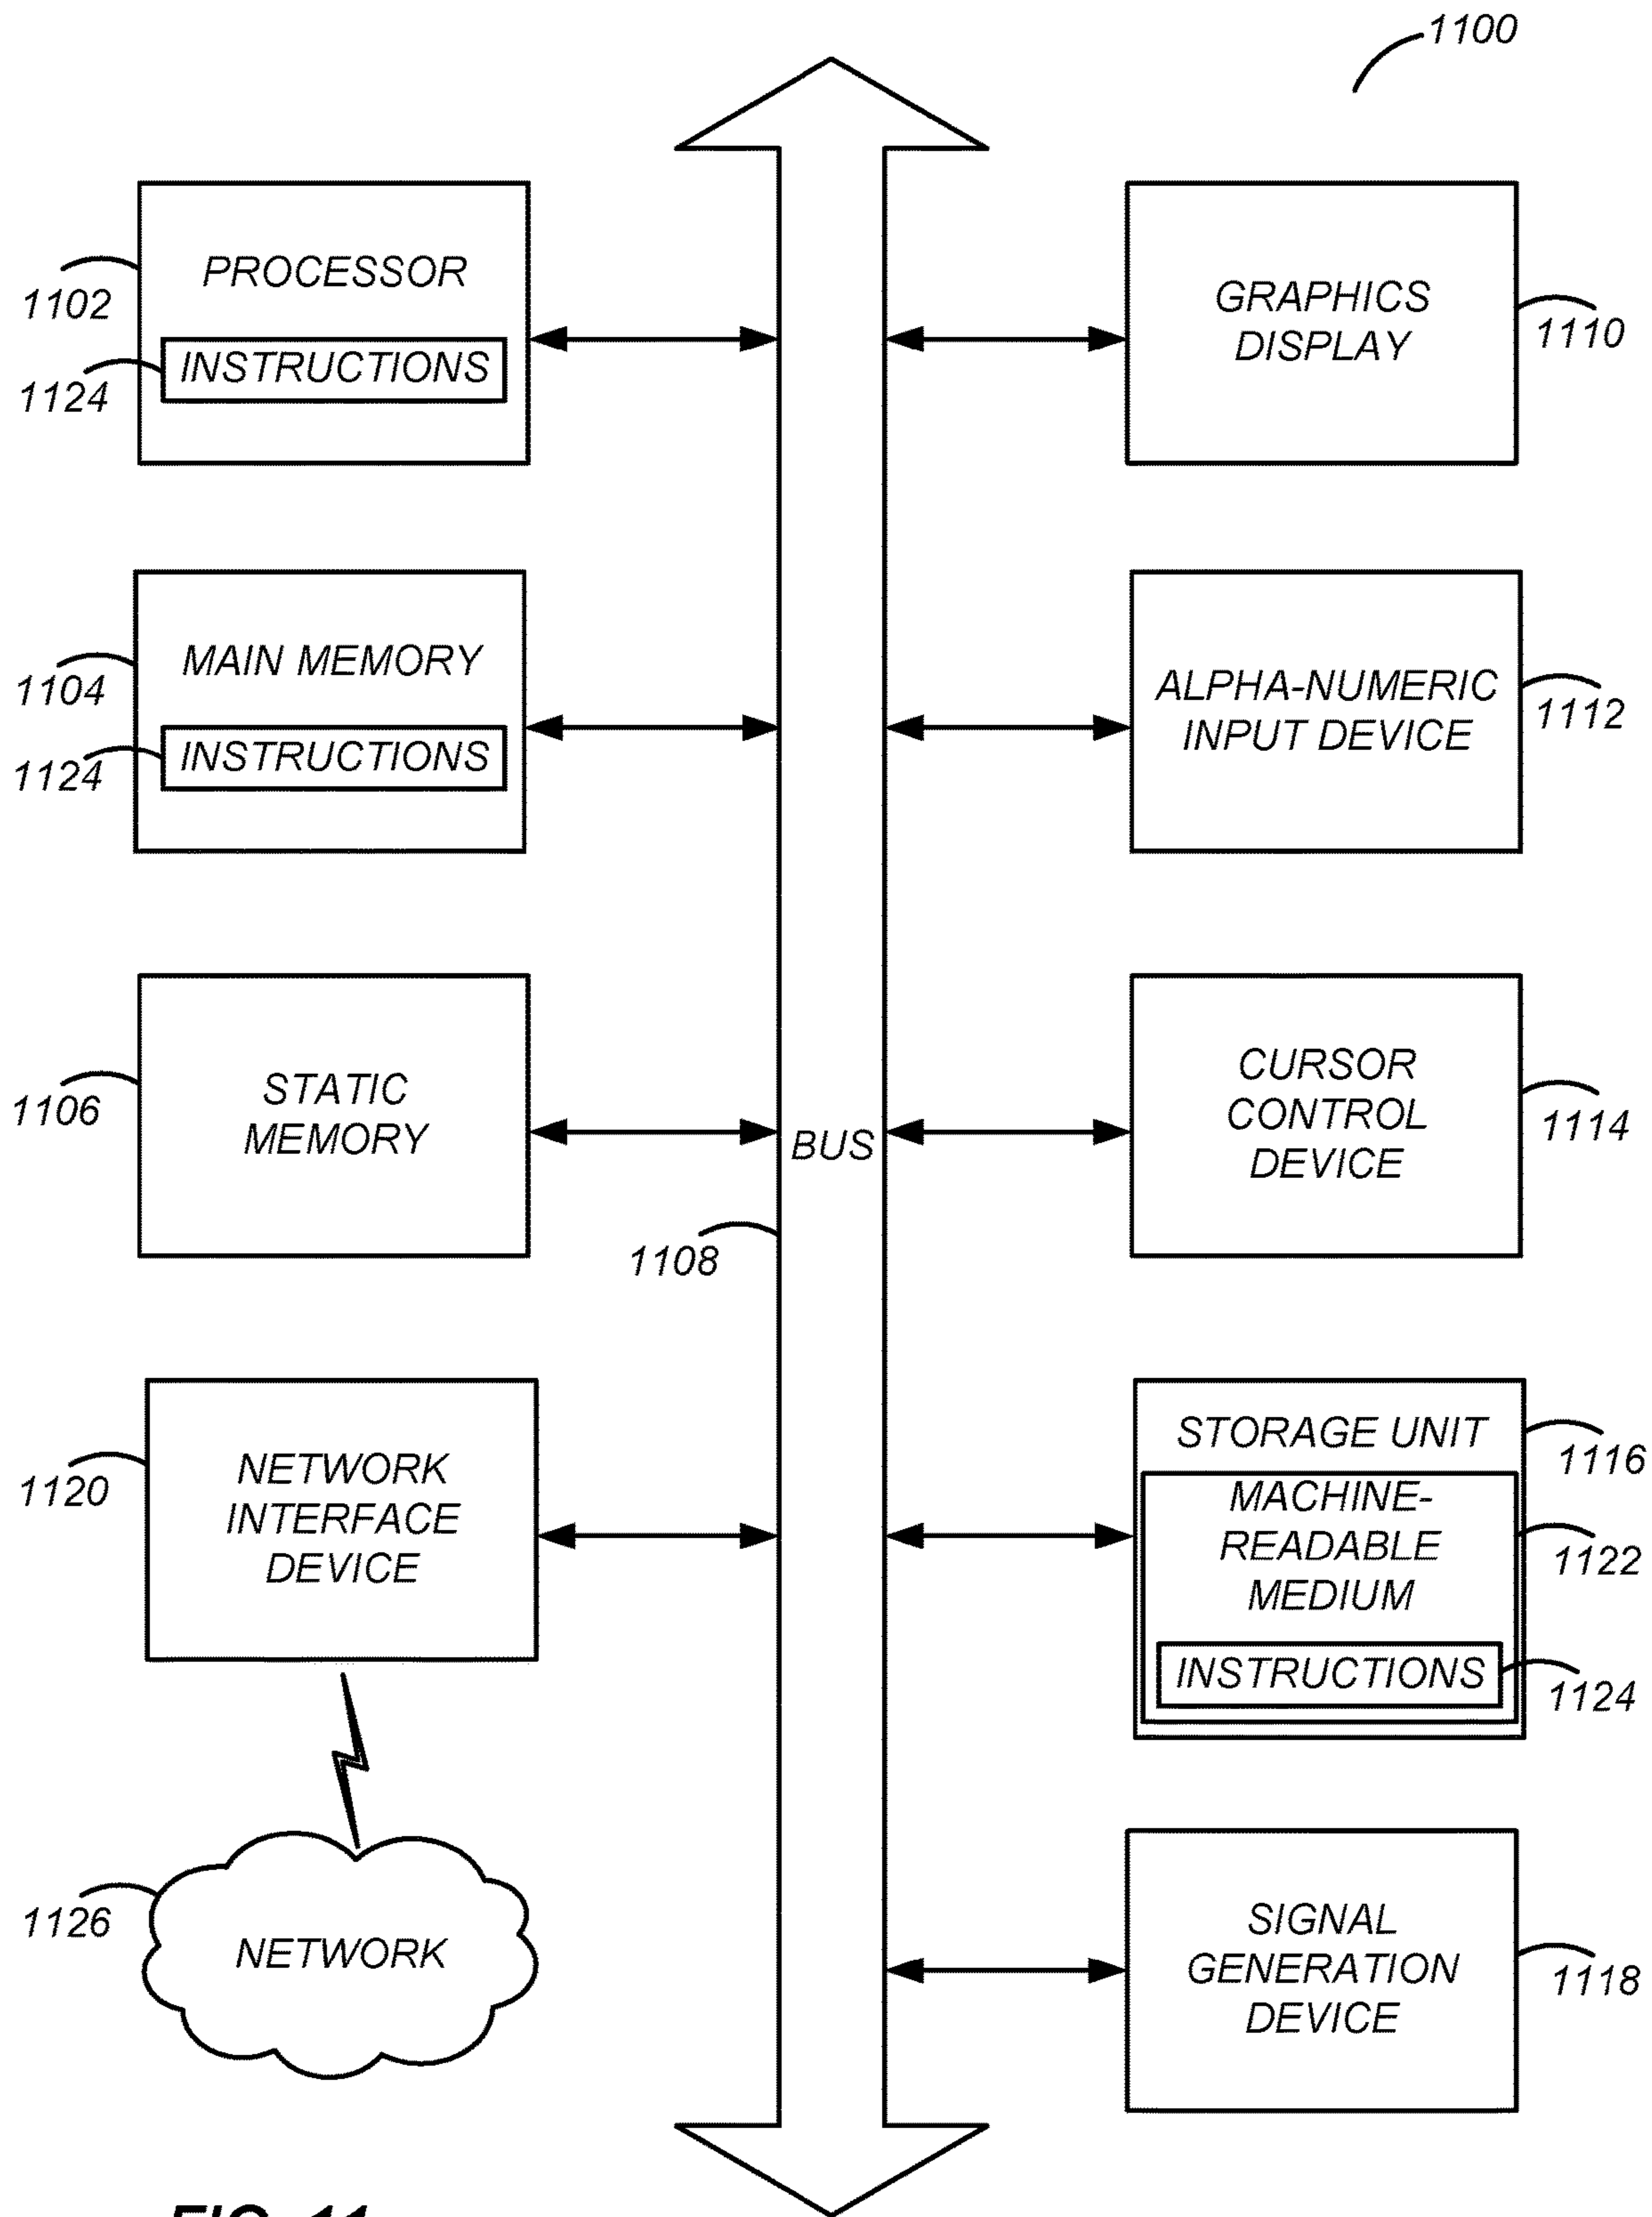 1100
PROCESSOR
1102
INSTRUCTIONS
1124
GRAPHICS
DISPLAY
1110
MAIN MEMORY
1104
INSTRUCTIONS
1124
ALPHA-NUMERIC
INPUT DEVICE
1112
STATIC
MEMORY
1106
BUS
1108
CURSOR
CONTROL
DEVICE
1114
NETWORK
INTERFACE
DEVICE
1120
STORAGE UNIT
1116
MACHINE-
READABLE
MEDIUM
1122
INSTRUCTIONS
1124
NETWORK
1126
SIGNAL
GENERATION
DEVICE
1118
FIG. 11